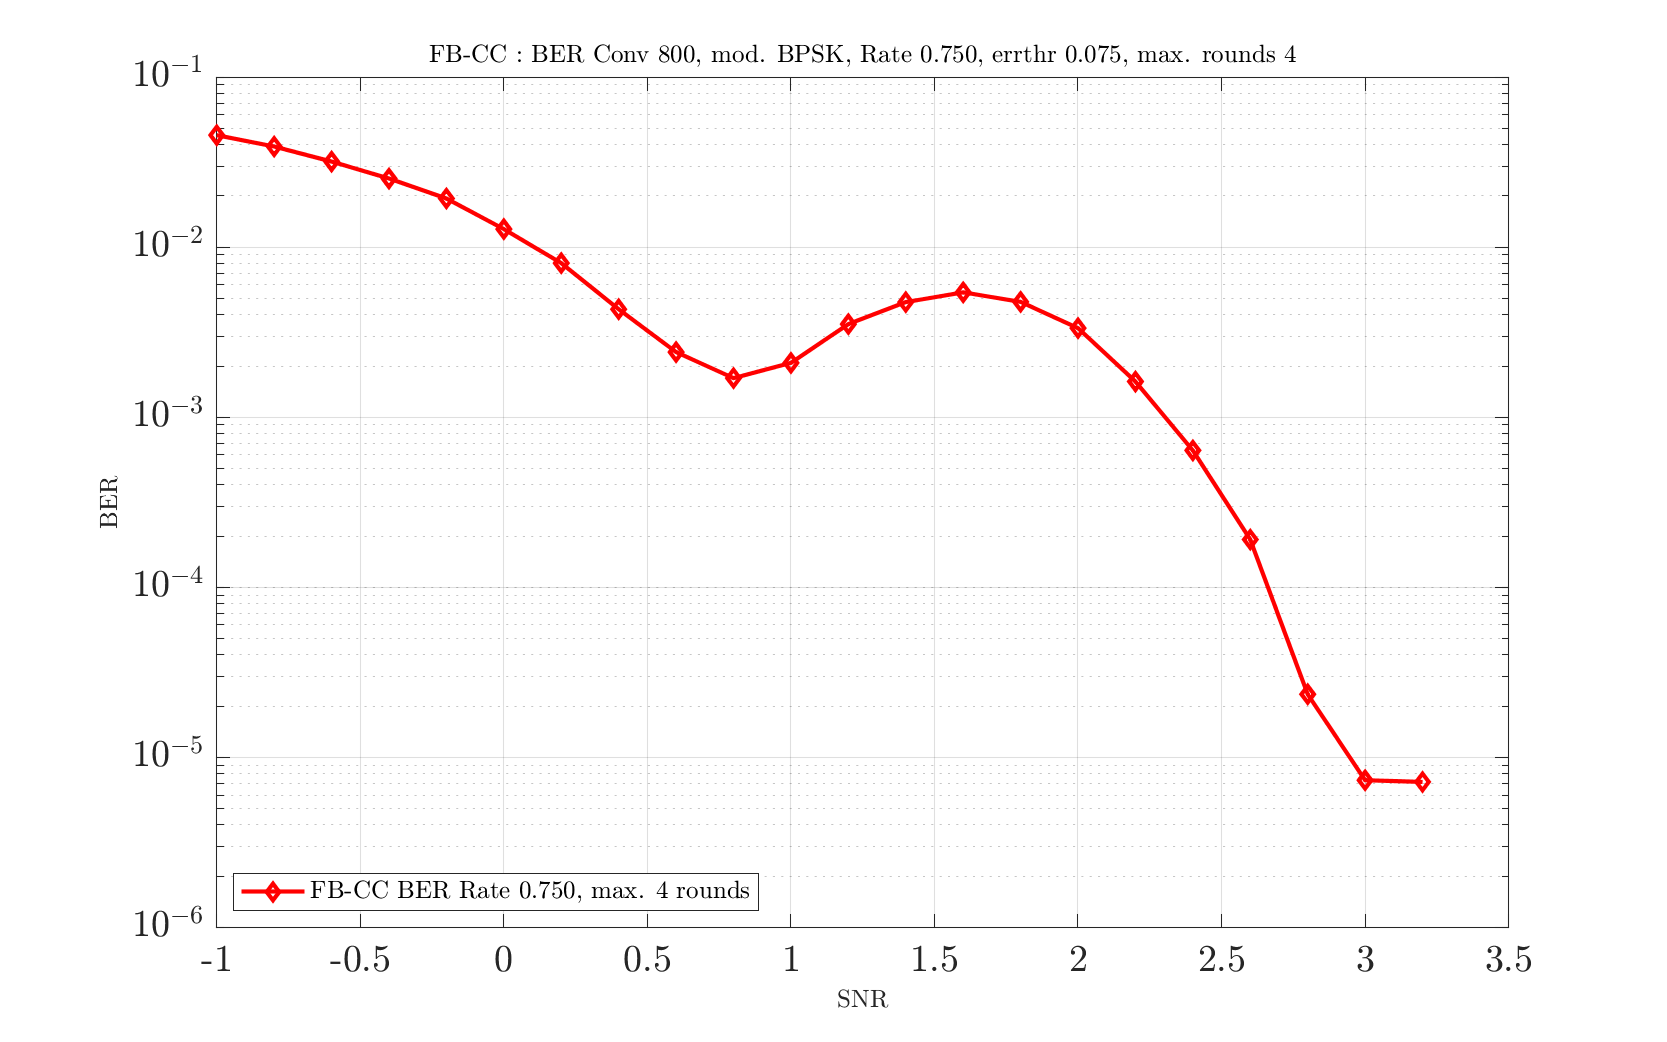 FB-CC : BER Conv 800, mod. BPSK, Rate 0.750, errthr 0.075, max. rounds 4
10^{-1}
10^{-2}
10^{-3}
10^{-4}
10^{-5}
10^{-6}
BER
FB-CC BER Rate 0.750, max. 4 rounds
-1 -0.5 0 0.5 1 1.5 2 2.5 3 3.5
SNR